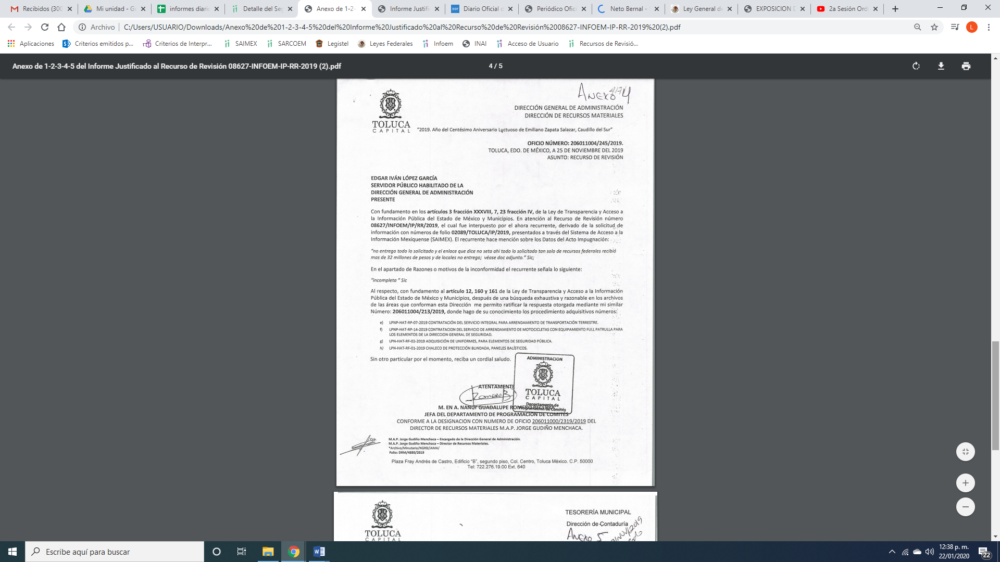 Recibidos (300
Mi unidad - Go
informes diario
Detalle del Seg
Anexo de 1-2-
Informe Justifi
Diario Oficial d
Periódico Ofici
Neto Bernal -
Ley General de
EXPOSICION D
2a Sesión Ord
Archivo
C:/Users/USUARIO/Downloads/Anexo%20de%201-2-3-4-5%20del%20Informe%20Justificado%20al%20Recurso%20de%20Revisión%2008627-INFOEM-IP-RR-2019%20(2).pdf
L
Aplicaciones
Criterios emitidos p...
Criterios de Interpr...
SAIMEX
SARCOEM
Legistel
Leyes Federales
Infoem
INAI
Acceso de Usuario
Recursos de Revisió...
Anexo de 1-2-3-4-5 del Informe Justificado al Recurso de Revisión 08627-INFOEM-IP-RR-2019 (2).pdf
4 / 5
Anexo 4
TOLUCA
CAPITAL
DIRECCIÓN GENERAL DE ADMINISTRACIÓN
DIRECCIÓN DE RECURSOS MATERIALES
"2019. Año del Centésimo Aniversario Luctuoso de Emiliano Zapata Salazar, Caudillo del Sur"
OFICIO NÚMERO: 206011004/245/2019.
TOLUCA, EDO. DE MÉXICO, A 25 DE NOVIEMBRE DEL 2019
ASUNTO: RECURSO DE REVISIÓN
EDGAR IVÁN LÓPEZ GARCÍA
SERVIDOR PÚBLICO HABILITADO DE LA
DIRECCIÓN GENERAL DE ADMINISTRACIÓN
PRESENTE
Con fundamento en los artículos 3 fracción XXXVIII, 7, 23 fracción IV, de la Ley de Transparencia y Acceso a
la Información Pública del Estado de México y Municipios. En atención al Recurso de Revisión número
08627/INFOEM/IP/RR/2019, el cual fue interpuesto por el ahora recurrente, derivado de la solicitud de
información con números de folio 02089/TOLUCA/IP/2019, presentados a través del Sistema de Acceso a la
Información Mexiquense (SAIMEX). El recurrente hace mención sobre los Datos del Acto Impugnación:
"no entrego todo lo solicitado y el enlace que dice no seta ahi todo lo solicitado tan solo de recursos federales recibió
mas de 32 millones de pesos y de locales no entrego; véase doc adjunto." Sic;
En el apartado de Razones o motivos de la inconformidad el recurrente señala lo siguiente:
"incompleta " Sic
Al respecto, con fundamento al artículo 12, 160 y 161 de la Ley de Transparencia y Acceso a la Información
Pública del Estado de México y Municipios, después de una búsqueda exhaustiva y razonable en los archivos
de las áreas que conforman esta Dirección me permito ratificar la respuesta otorgada mediante mi similar
Número: 206011004/213/2019, donde hago de su conocimiento los procedimiento adquisitivos números:
e) LPNP-HAT-RP-07-2019 CONTRATACIÓN DEL SERVICIO INTEGRAL PARA ARRENDAMIENTO DE TRANSPORTACIÓN TERRESTRE.
f) LPNP-HAT-RP-14-2019 CONTRATACIÓN DEL SERVICIO DE ARRENDAMIENTO DE MOTOCICLETAS CON EQUIPAMIENTO FULL PATRULLA PARA
LOS ELEMENTOS DE LA DIRECCION GENERAL DE SEGURIDAD.
g) LPN-HAT-RF-02-2019 ADQUISICIÓN DE UNIFORMES, PARA ELEMENTOS DE SEGURIDAD PÚBLICA.
h) LPN-HAT-RF-01-2019 CHALECO DE PROTECCIÓN BLINDADA, PANELES BALÍSTICOS.
Sin otro particular por el momento, reciba un cordial saludo.
ADMINISTRACION
TOLUCA
CAPITAL
Departamento de
Programación de Comités
ATENTAMENTE
Romero B
M. EN A. NANCY GUADALUPE ROMERO BECERRA
JEFA DEL DEPARTAMENTO DE PROGRAMACIÓN DE COMITÉS
CONFORME A LA DESIGNACION CON NUMERO DE OFICIO 206011000/2319/2019 DEL
DIRECTOR DE RECURSOS MATERIALES M.A.P. JORGE GUDIÑO MENCHACA.
Ccp. M.A.P. Jorge Gudiño Menchaca – Encargado de la Dirección General de Administración.
M.A.P. Jorge Gudiño Menchaca – Director de Recursos Materiales.
*Archivo/Minutario/NGRB/JAMA/
Folio: DRM/4880/2019
Plaza Fray Andrés de Castro, Edificio "B", segundo piso, Col. Centro, Toluca México. C.P. 50000
Tel: 722.276.19.00 Ext. 640
TOLUCA
CAPITAL
TESORERÍA MUNICIPAL
Dirección de Contaduría
Anexo 5
Escribe aquí para buscar
12:38 p. m.
22/01/2020
22